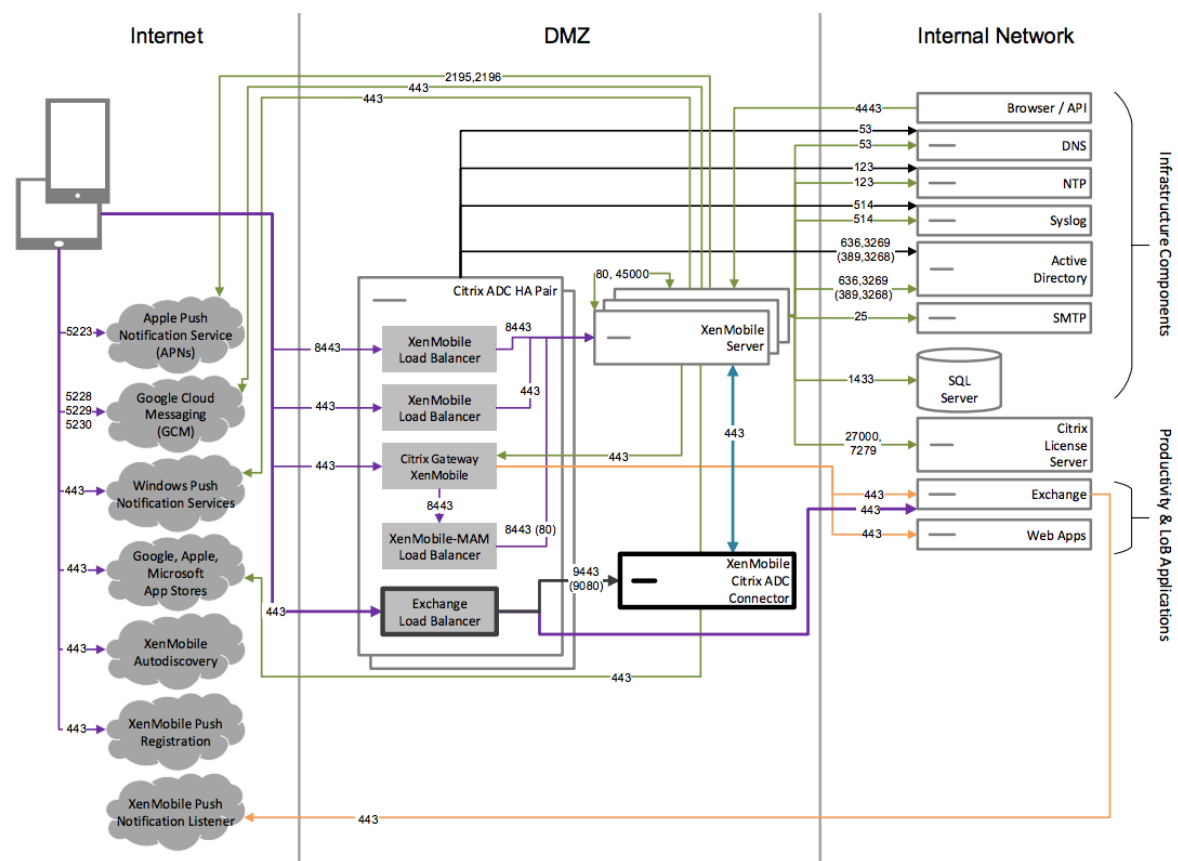 Internet
DMZ
Internal Network
2195,2196
443
443
4443
Browser / API
53
53
DNS
123
123
NTP
514
514
Syslog
636,3269
(389,3268)
636,3269
(389,3268)
Active
Directory
25
SMTP
1433
SQL
Server
27000,
7279
Citrix
License
Server
443
443
Exchange
443
Web Apps
Infrastructure Components
Productivity & LoB Applications
80, 45000
Citrix ADC HA Pair
XenMobile
Server
8443
XenMobile
Load Balancer
8443
443
XenMobile
Load Balancer
443
443
Citrix Gateway
XenMobile
443
8443
XenMobile-MAM
Load Balancer
8443 (80)
443
443
Exchange
Load Balancer
9443
(9080)
XenMobile
Citrix ADC
Connector
443
5223
Apple Push
Notification Service
(APNs)
5228
5229
5230
Google Cloud
Messaging
(GCM)
443
Windows Push
Notification Services
443
Google, Apple,
Microsoft
App Stores
443
XenMobile
Autodiscovery
443
XenMobile Push
Registration
XenMobile Push
Notification Listener
443